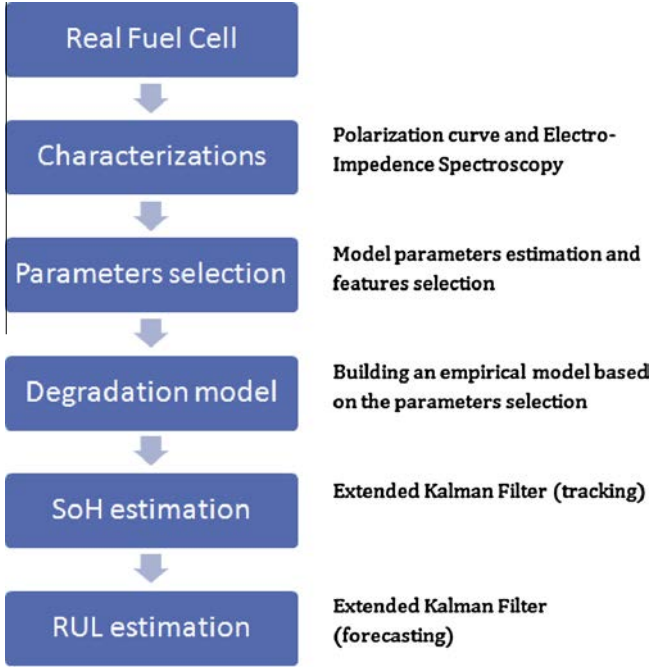 Real Fuel Cell
Characterizations
Polarization curve and Electro-
Impedence Spectroscopy
Parameters selection
Model parameters estimation and
features selection
Degradation model
Building an empirical model based
on the parameters selection
SoH estimation
Extended Kalman Filter (tracking)
RUL estimation
Extended Kalman Filter
(forecasting)